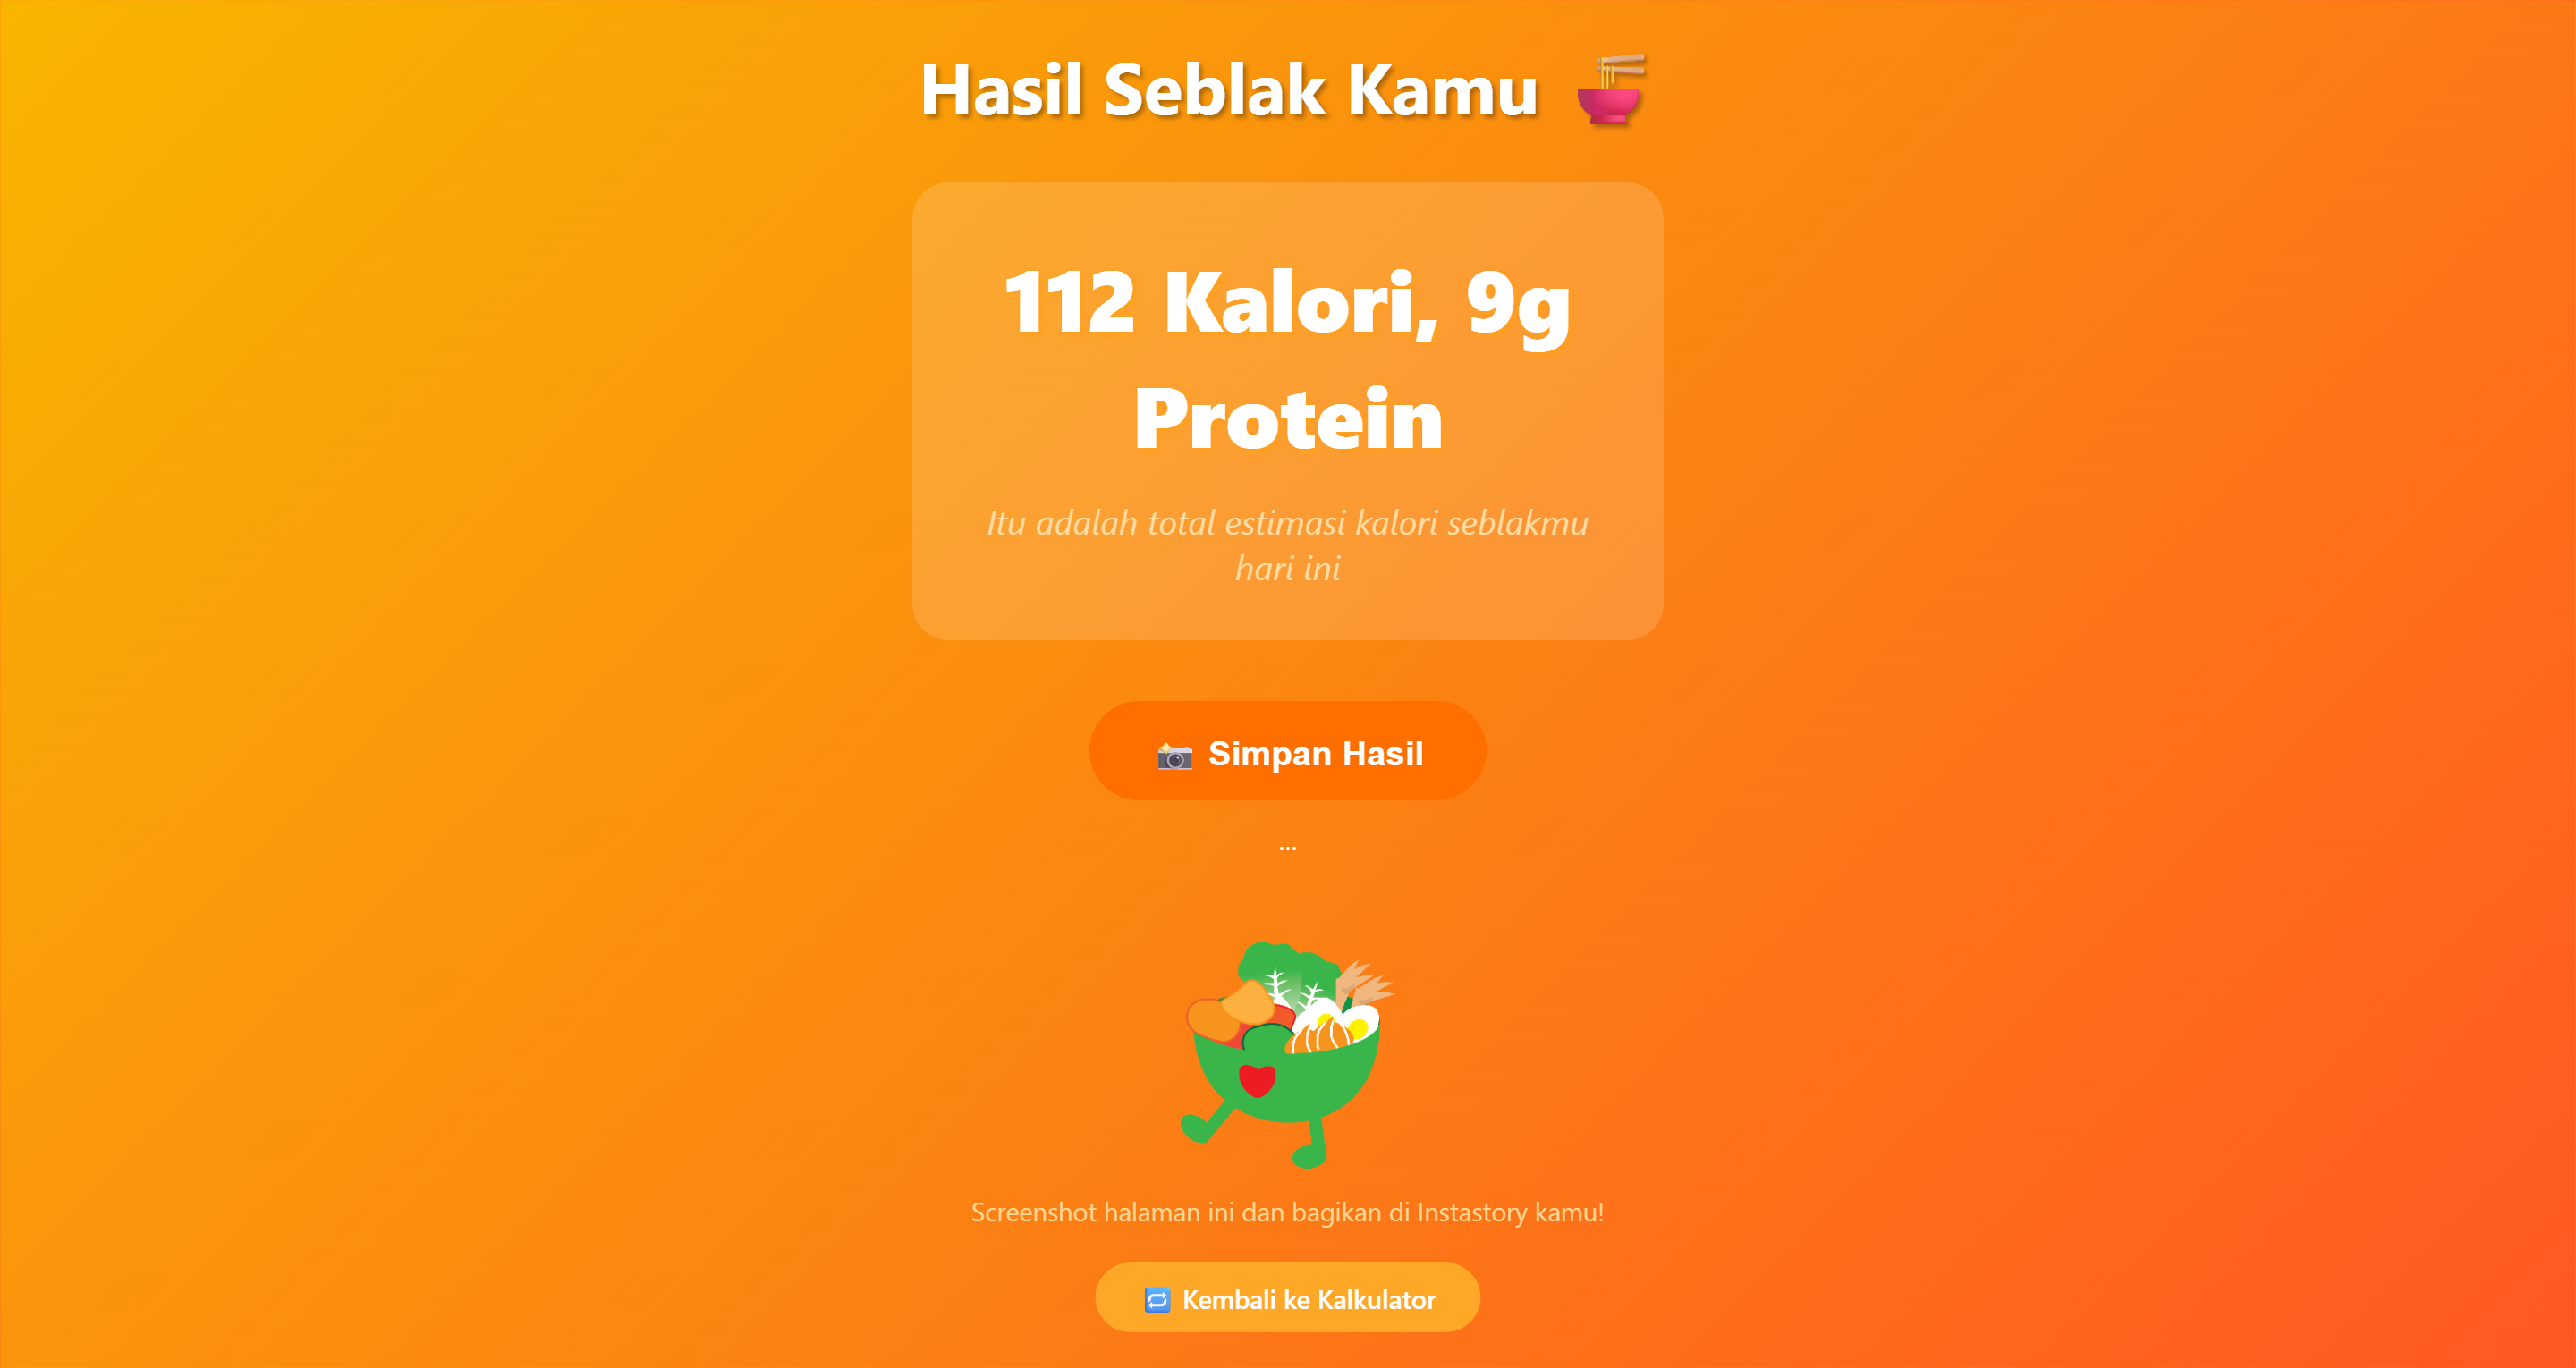 Hasil Seblak Kamu 🍜
112 Kalori, 9g
Protein
Itu adalah total estimasi kalori seblakmu
hari ini
📸 Simpan Hasil
...
Screenshot halaman ini dan bagikan di Instastory kamu!
🔁 Kembali ke Kalkulator